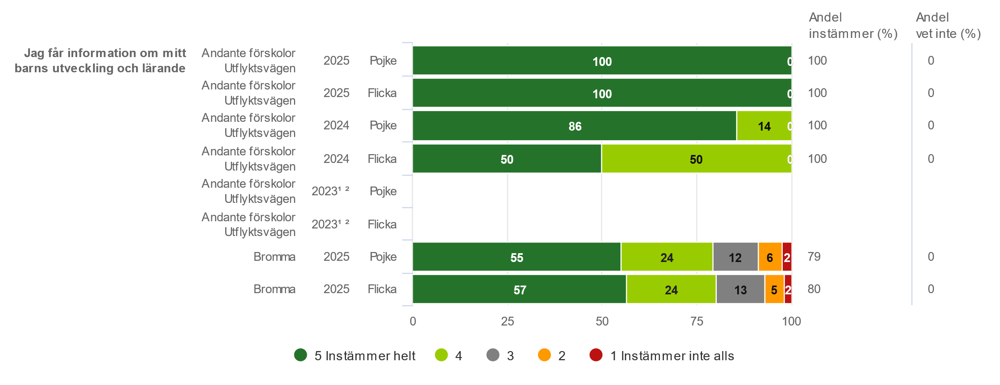 Andel
instämmer (%)
Andel
vet inte (%)
Jag får information om mitt
barns utveckling och lärande
Andante förskolor
Utflyktsvägen
2025
Pojke
100
0
100
0
Andante förskolor
Utflyktsvägen
2025
Flicka
100
0
100
0
Andante förskolor
Utflyktsvägen
2024
Pojke
86
14
0
100
0
Andante förskolor
Utflyktsvägen
2024
Flicka
50
50
0
100
0
Andante förskolor
Utflyktsvägen
2023¹ ²
Pojke
Andante förskolor
Utflyktsvägen
2023¹ ²
Flicka
Bromma
2025
Pojke
55
24
12
6
2
79
0
Bromma
2025
Flicka
57
24
13
5
2
80
0
0
25
50
75
100
5 Instämmer helt
4
3
2
1 Instämmer inte alls